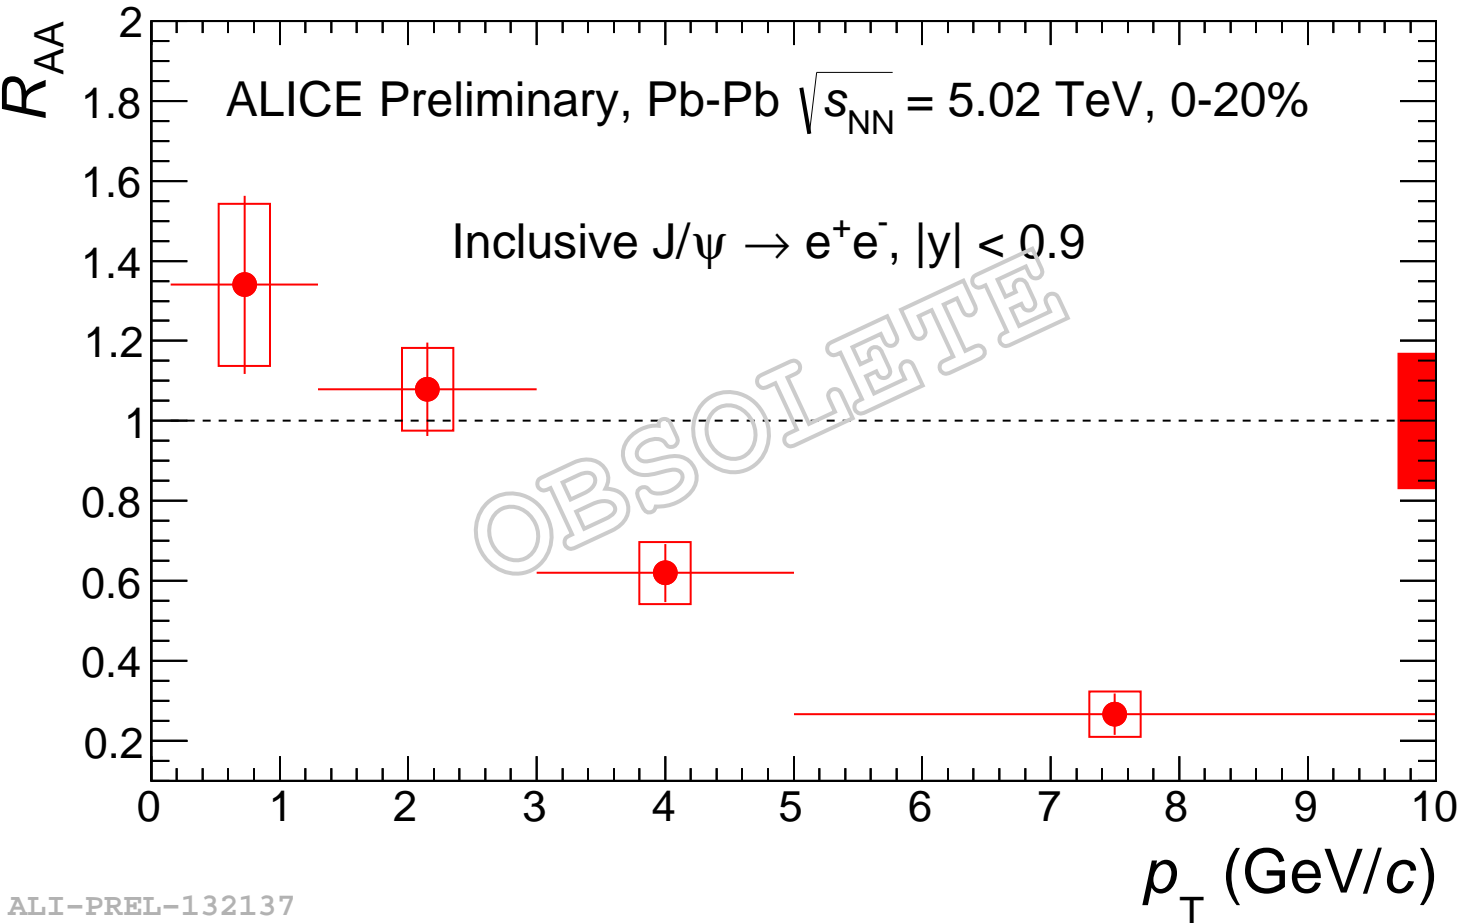 R_AA
2
1.8
1.6
1.4
1.2
1
0.8
0.6
0.4
0.2
ALICE Preliminary, Pb-Pb √s_NN = 5.02 TeV, 0-20%
Inclusive J/ψ → e⁺e⁻, |y| < 0.9
OBSOLETE
0 1 2 3 4 5 6 7 8 9 10
p_T (GeV/c)
ALI-PREL-132137